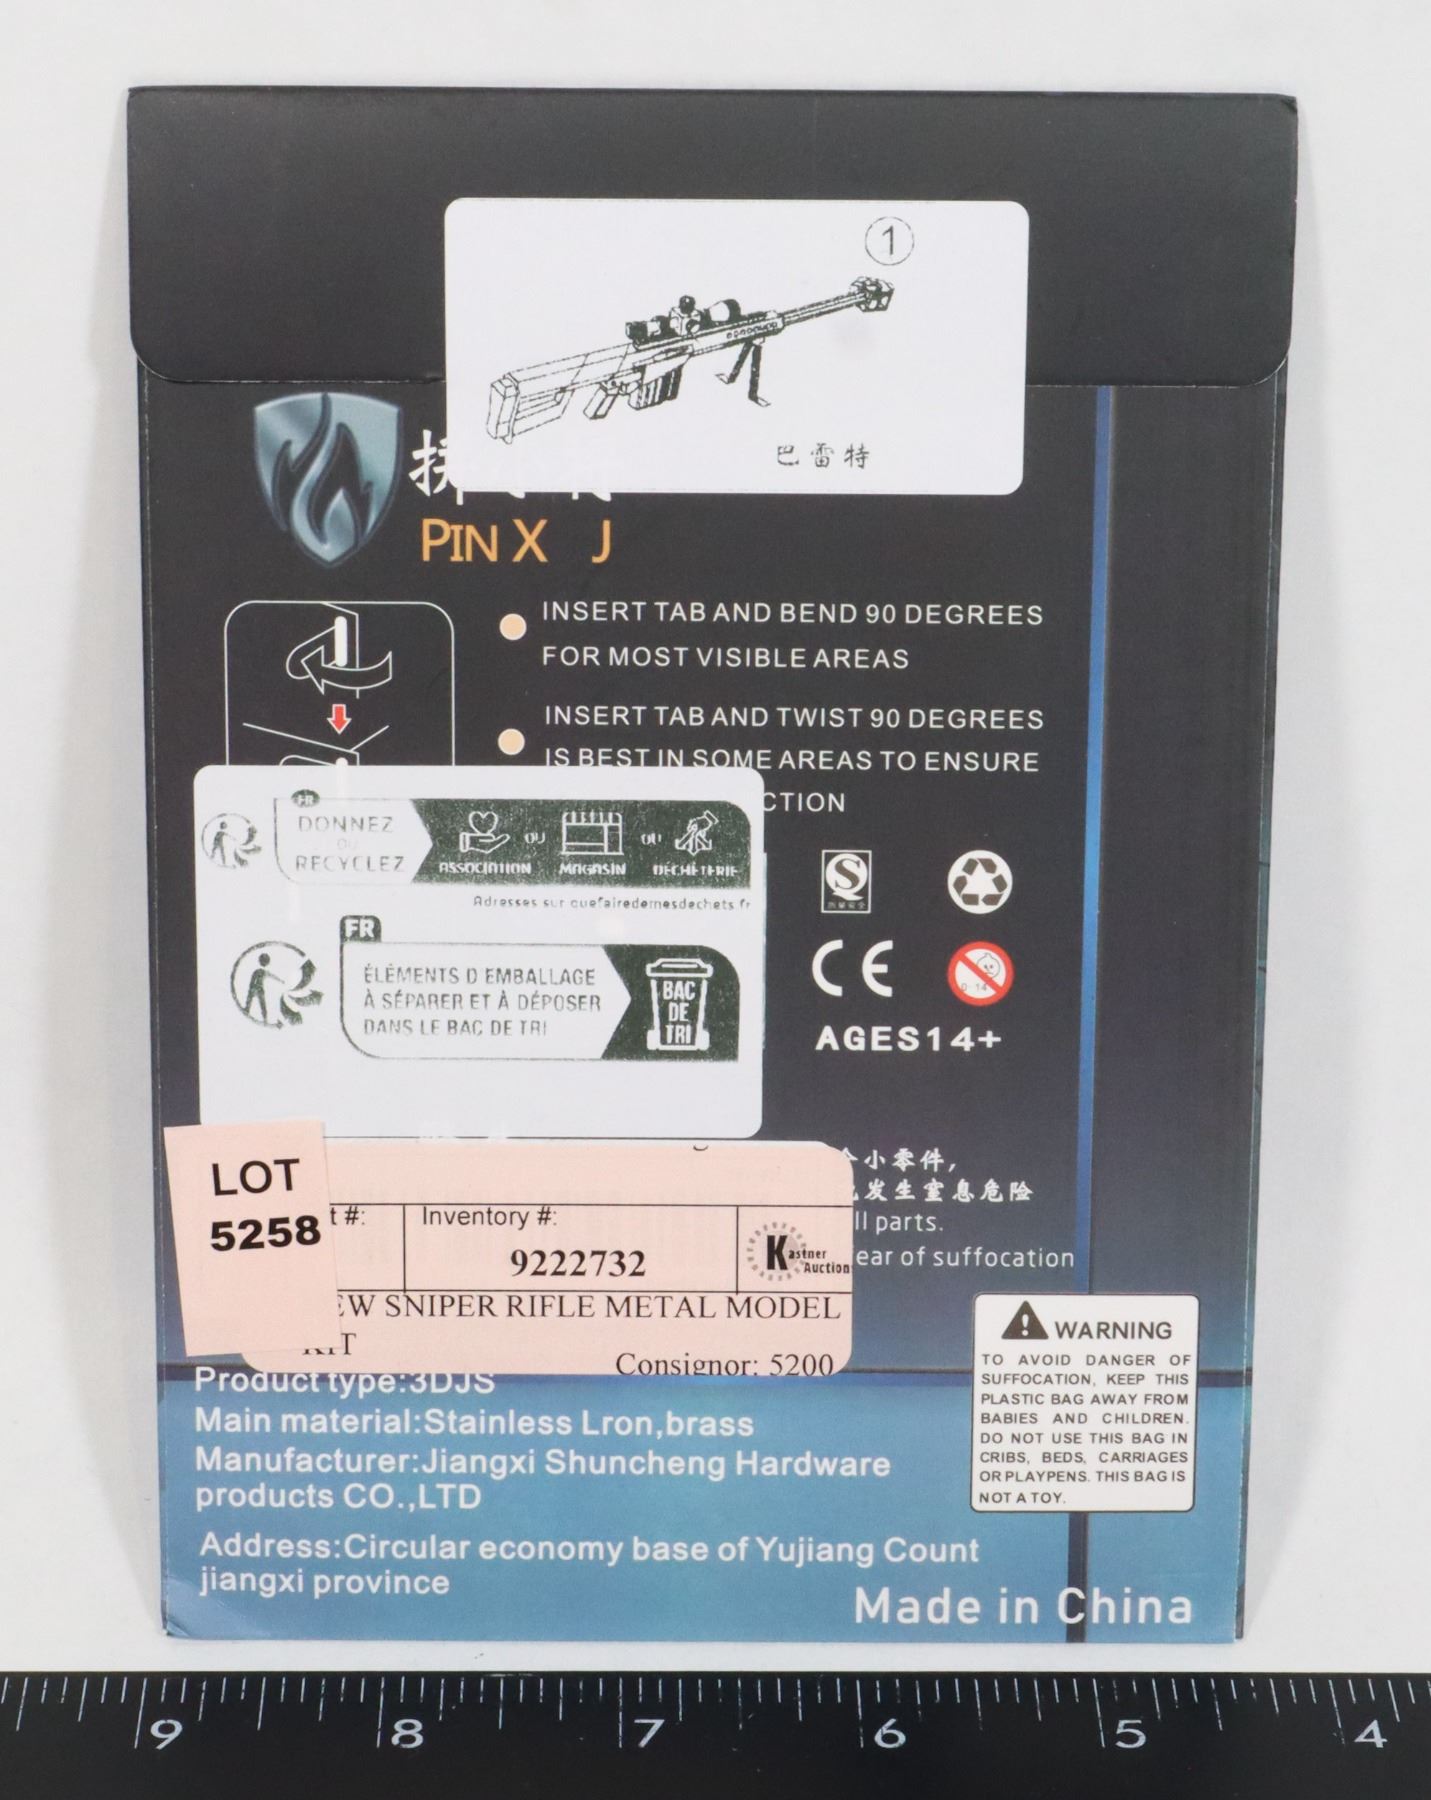 1
巴雷特
PIN X J
INSERT TAB AND BEND 90 DEGREES
FOR MOST VISIBLE AREAS
INSERT TAB AND TWIST 90 DEGREES
IS BEST IN SOME AREAS TO ENSURE
CTION
FR
DONNEZ
OU
RECYCLEZ
ASSOCIATION
OU
MAGASIN
OU
DÉCHÈTERIE
Adresses sur quefairedemesdechets.fr
FR
ÉLÉMENTS D EMBALLAGE
À SÉPARER ET À DÉPOSER
DANS LE BAC DE TRI
BAC
DE
TRI
S
CE
0-14
AGES14+
小零件,
发生窒息危险
ll parts.
ear of suffocation
LOT
5258
t #:
Inventory #:
9222732
Kastner
Auction
EW SNIPER RIFLE METAL MODEL
KIT
Consignor: 5200
Product type:3DJS
Main material:Stainless Lron,brass
Manufacturer:Jiangxi Shuncheng Hardware
products CO.,LTD
Address:Circular economy base of Yujiang Count
jiangxi province
Made in China
WARNING
TO AVOID DANGER OF
SUFFOCATION, KEEP THIS
PLASTIC BAG AWAY FROM
BABIES AND CHILDREN.
DO NOT USE THIS BAG IN
CRIBS, BEDS, CARRIAGES
OR PLAYPENS. THIS BAG IS
NOT A TOY.
9 8 7 6 5 4